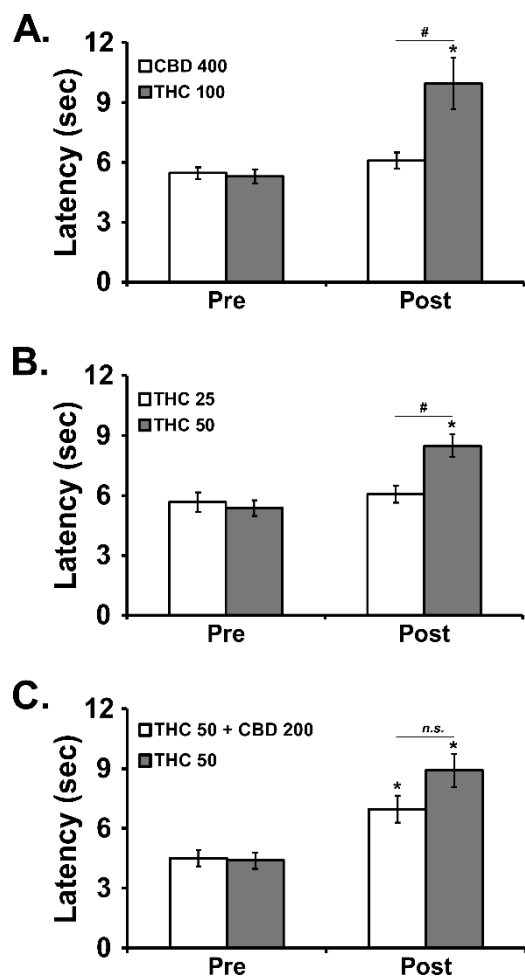 A.
Latency (sec)
12
9
6
3
0
CBD 400
THC 100
#
*
Pre Post
B.
Latency (sec)
12
9
6
3
0
THC 25
THC 50
#
*
Pre Post
C.
Latency (sec)
12
9
6
3
0
THC 50 + CBD 200
THC 50
n.s.
*
*
Pre Post